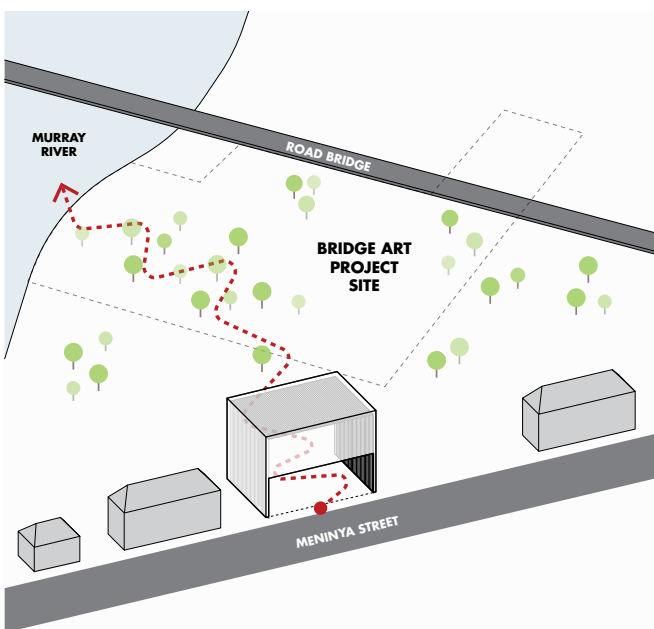 MURRAY
RIVER
ROAD BRIDGE
BRIDGE ART
PROJECT
SITE
MENINYA STREET